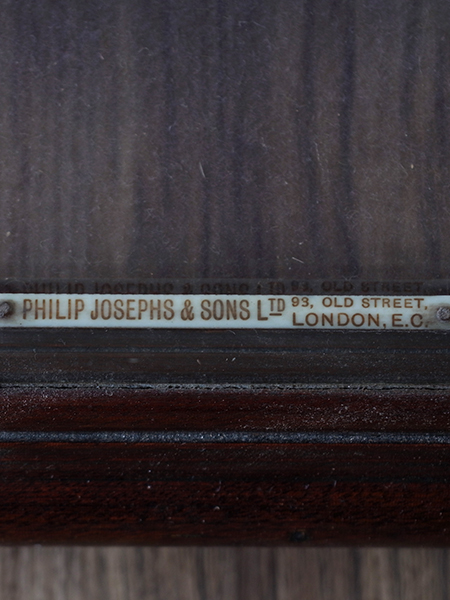 PHILIP JOSEPHS & SONS LTD
93, OLD STREET,
LONDON, E.C.